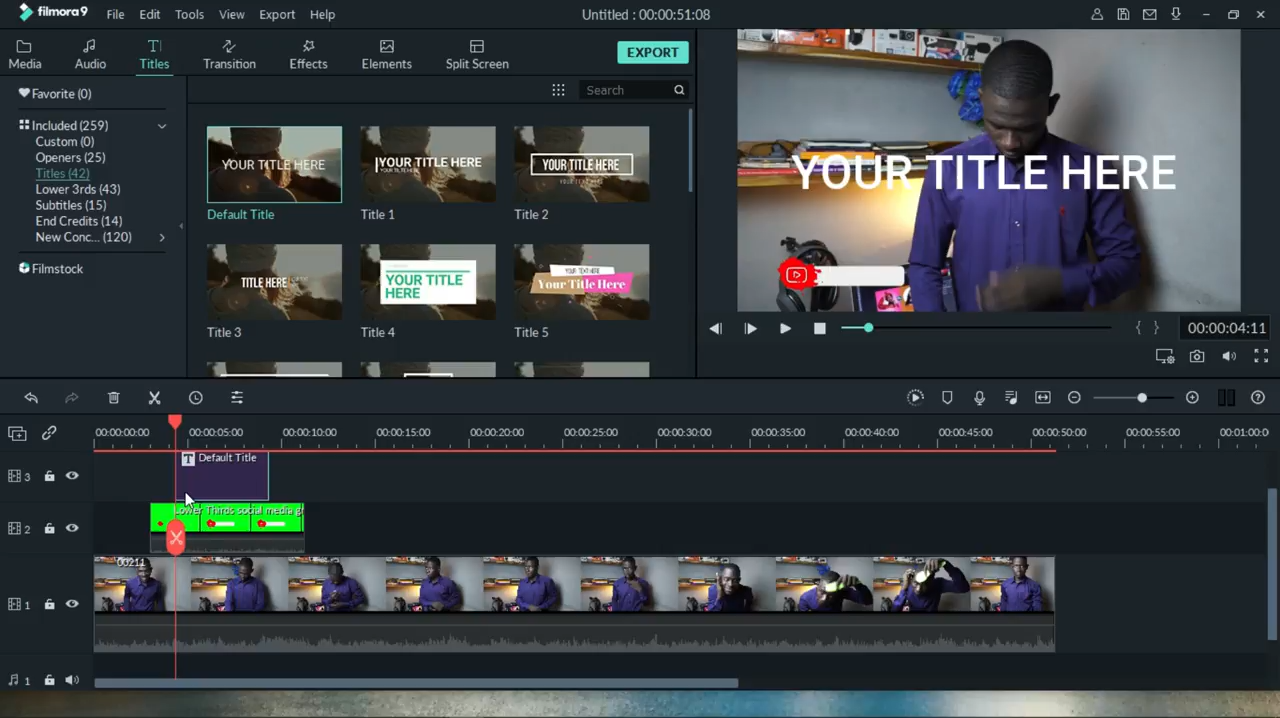 filmora9 File Edit Tools View Export Help Untitled : 00:00:51:08
Media Audio Titles Transition Effects Elements Split Screen EXPORT
Favorite (0)
Included (259)
Custom (0)
Openers (25)
Titles (42)
Lower 3rds (43)
Subtitles (15)
End Credits (14)
New Conc... (120)
Filmstock
Search
YOUR TITLE HERE
Default Title
YOUR TITLE HERE
Title 1
YOUR TITLE HERE
Title 2
TITLE HERE
Title 3
YOUR TITLE
HERE
Title 4
YOUR TEXT HERE
Your Title Here
Title 5
YOUR TITLE HERE
{ } 00:00:04:11
00:00:00:00 00:00:05:00 00:00:10:00 00:00:15:00 00:00:20:00 00:00:25:00 00:00:30:00 00:00:35:00 00:00:40:00 00:00:45:00 00:00:50:00 00:00:55:00 00:01:00:0
3 T Default Title
2 Lower Thirds social media gr
1 00211
1